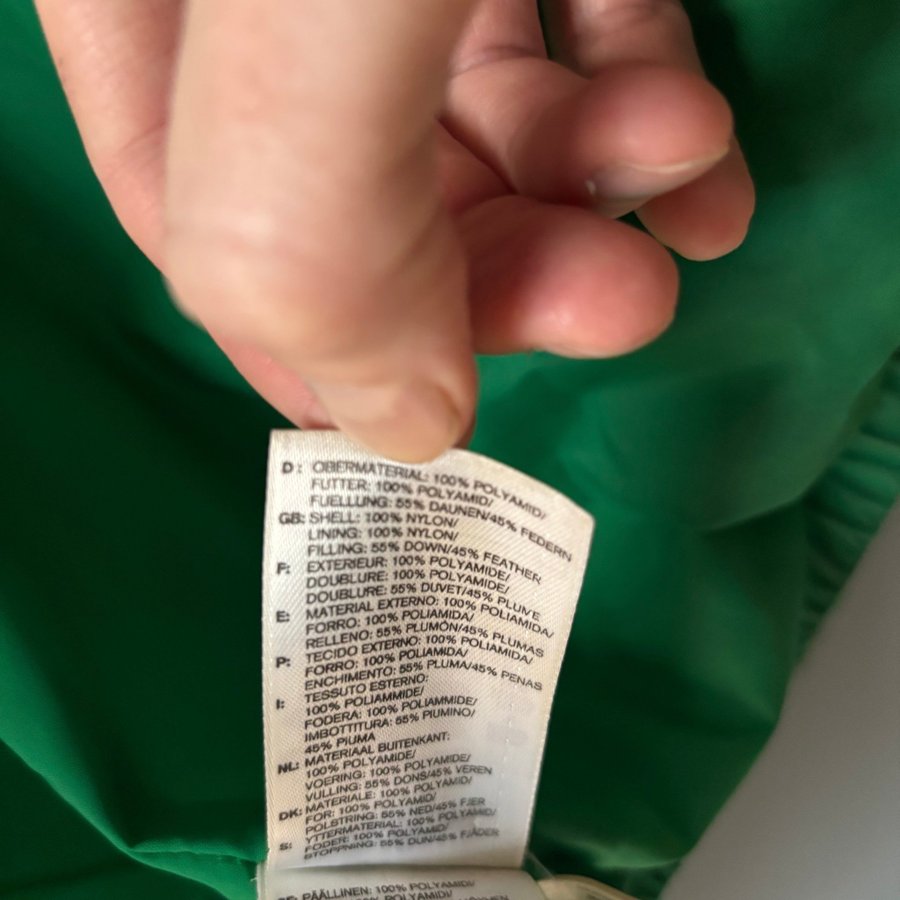 D: OBERMATERIAL: 100% POLYAMID/
FUTTER: 100% POLYAMID/
FUELLUNG: 55% DAUNEN/45% FEDERN
GB: SHELL: 100% NYLON/
LINING: 100% NYLON/
FILLING: 55% DOWN/45% FEATHER
F: EXTERIEUR: 100% POLYAMIDE/
DOUBLURE: 100% POLYAMIDE/
DOUBLURE: 55% DUVET/45% PLUME
E: MATERIAL EXTERNO: 100% POLIAMIDA/
FORRO: 100% POLIAMIDA/
RELLENO: 55% PLUMÓN/45% PLUMAS
P: TECIDO EXTERNO: 100% POLIAMIDA/
FORRO: 100% POLIAMIDA/
ENCHIMENTO: 55% PLUMA/45% PENAS
I: TESSUTO ESTERNO:
100% POLIAMMIDE/
FODERA: 100% POLIAMMIDE/
IMBOTTITURA: 55% PIUMINO/
45% PIUMA
NL: MATERIAAL BUITENKANT:
100% POLYAMIDE/
VOERING: 100% POLYAMIDE/
VULLING: 55% DONS/45% VEREN
DK: MATERIALE: 100% POLYAMID/
FOR: 100% POLYAMID/
POLSTRING: 55% NED/45% FJER
S: YTTERMATERIAL: 100% POLYAMID/
FODER: 100% POLYAMID/
STOPPNING: 55% DUN/45% FJÄDER
PÄÄLLINEN: 100% POLYAMIDI/